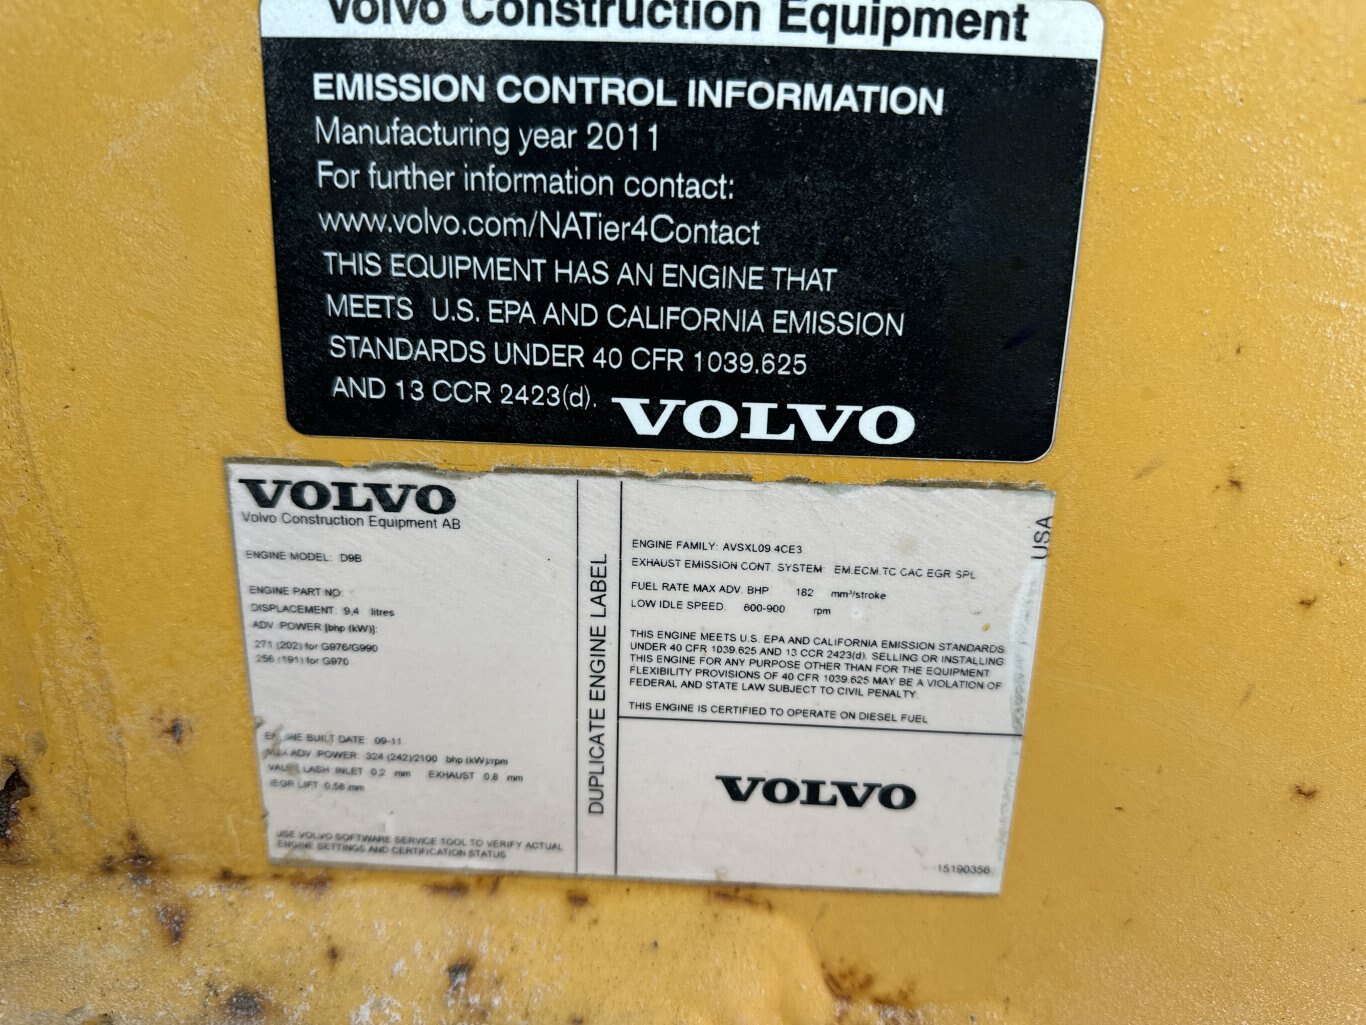 Volvo Construction Equipment
EMISSION CONTROL INFORMATION
Manufacturing year 2011
For further information contact:
www.volvo.com/NATier4Contact
THIS EQUIPMENT HAS AN ENGINE THAT
MEETS U.S. EPA AND CALIFORNIA EMISSION
STANDARDS UNDER 40 CFR 1039.625
AND 13 CCR 2423(d).
VOLVO
VOLVO
Volvo Construction Equipment AB
ENGINE MODEL: D9B
ENGINE PART NO:
DISPLACEMENT: 9,4 litres
ADV. POWER [bhp (kW)]:
271 (202) for G976/G990
256 (191) for G970
ENGINE BUILT DATE 09-11
MAX ADV. POWER: 324 (242)/2100 bhp (kW)/rpm
VALVE LASH INLET 0,2 mm EXHAUST 0,6 mm
IEGR LIFT 0,56 mm
USE VOLVO SOFTWARE SERVICE TOOL TO VERIFY ACTUAL
ENGINE SETTINGS AND CERTIFICATION STATUS
DUPLICATE ENGINE LABEL
USA
ENGINE FAMILY: AVSXL09.4CE3
EXHAUST EMISSION CONT. SYSTEM: EM.ECM.TC CAC EGR SPL
FUEL RATE MAX ADV. BHP 182 mm³/stroke
LOW IDLE SPEED 600-900 rpm
THIS ENGINE MEETS U.S. EPA AND CALIFORNIA EMISSION STANDARDS
UNDER 40 CFR 1039.625 AND 13 CCR 2423(d). SELLING OR INSTALLING
THIS ENGINE FOR ANY PURPOSE OTHER THAN FOR THE EQUIPMENT
FLEXIBILITY PROVISIONS OF 40 CFR 1039.625 MAY BE A VIOLATION OF
FEDERAL AND STATE LAW SUBJECT TO CIVIL PENALTY.
THIS ENGINE IS CERTIFIED TO OPERATE ON DIESEL FUEL
VOLVO
15190356